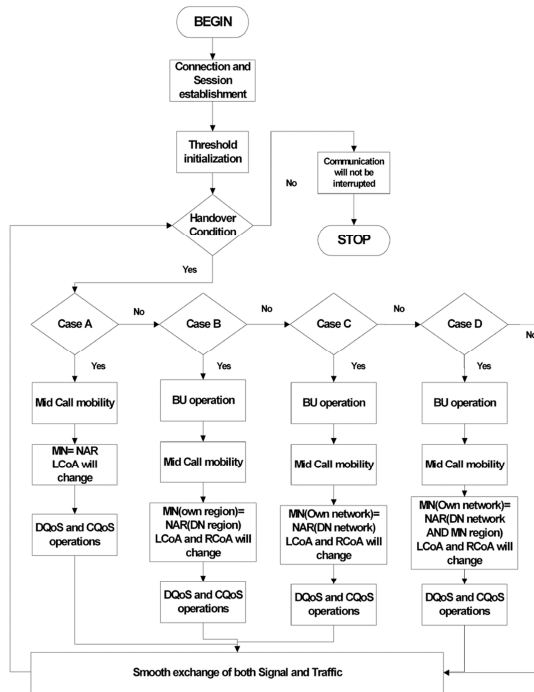 BEGIN
Connection and
Session
establishment
Threshold
initialization
No
Communication
will not be
interrupted
Handover
Condition
STOP
Yes
Case A
No
Case B
No
Case C
No
Case D
No
Yes
Yes
Yes
Yes
Mid Call mobility
BU operation
BU operation
BU operation
MN= NAR
LCoA will
change
Mid Call mobility
Mid Call mobility
Mid Call mobility
DQoS and CQoS
operations
MN(own region)=
NAR(DN region)
LCoA and RCoA will
change
MN(Own network)=
NAR(DN network)
LCoA and RCoA will
change
MN(Own network)=
NAR(DN network
AND MN region)
LCoA and RCoA will
change
DQoS and CQoS
operations
DQoS and CQoS
operations
DQoS and CQoS
operations
Smooth exchange of both Signal and Traffic